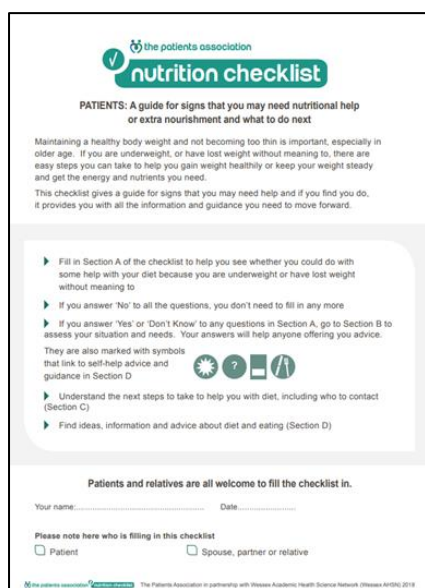 the patients association
nutrition checklist
PATIENTS: A guide for signs that you may need nutritional help
or extra nourishment and what to do next
Maintaining a healthy body weight and not becoming too thin is important, especially in
older age. If you are underweight, or have lost weight without meaning to, there are
easy steps you can take to help you gain weight healthily or keep your weight steady
and get the energy and nutrients you need.
This checklist gives a guide for signs that you may need help and if you find you do,
it provides you with all the information and guidance you need to move forward.
Fill in Section A of the checklist to help you see whether you could do with
some help with your diet because you are underweight or have lost weight
without meaning to
If you answer 'No' to all the questions, you don't need to fill in any more
If you answer 'Yes' or 'Don't Know' to any questions in Section A, go to Section B to
assess your situation and needs. Your answers will help anyone offering you advice.
They are also marked with symbols
that link to self-help advice and
guidance in Section D
?
Understand the next steps to take to help you with diet, including who to contact
(Section C)
Find ideas, information and advice about diet and eating (Section D)
Patients and relatives are all welcome to fill the checklist in.
Your name:..................................................... Date........................
Please note here who is filling in this checklist
Patient Spouse, partner or relative
the patients association nutrition checklist The Patients Association in partnership with Wessex Academic Health Science Network (Wessex AHSN) 2018